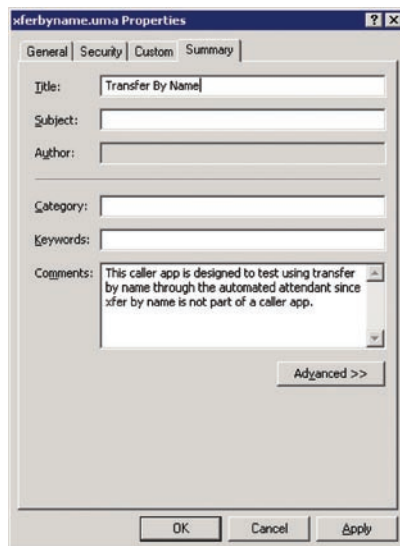 xferbyname.uma Properties
General Security Custom Summary
Title: Transfer By Name
Subject:
Author:
Category:
Keywords:
Comments: This caller app is designed to test using transfer
by name through the automated attendant since
xfer by name is not part of a caller app.
Advanced >>
OK Cancel Apply